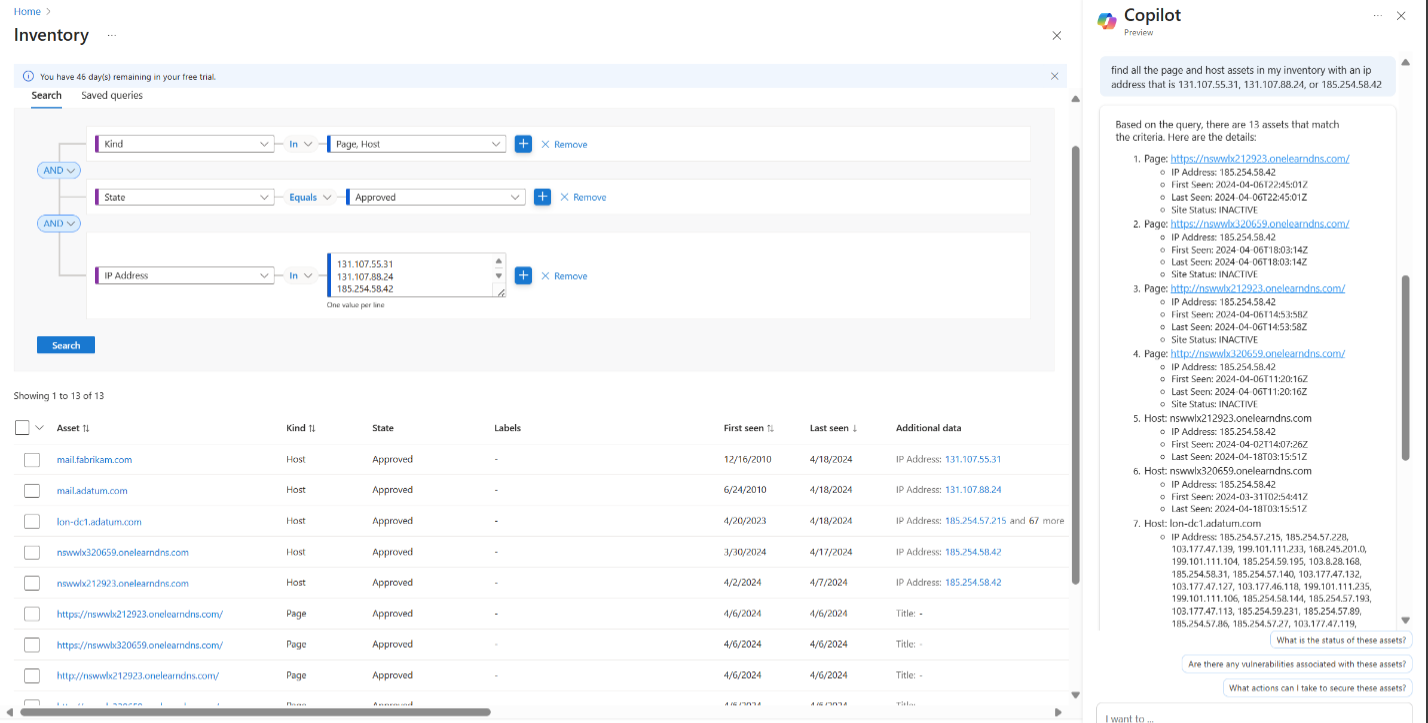 Home >
Inventory ...
You have 46 day(s) remaining in your free trial.
Search Saved queries
Kind In Page, Host + Remove
AND
State Equals Approved + Remove
AND
IP Address In
131.107.55.31
131.107.88.24
185.254.58.42
+ Remove
One value per line
Search
Showing 1 to 13 of 13
Asset Kind State Labels First seen Last seen Additional data
mail.fabrikam.com Host Approved - 12/16/2010 4/18/2024 IP Address: 131.107.55.31
mail.adatum.com Host Approved - 6/24/2010 4/18/2024 IP Address: 131.107.88.24
lon-dc1.adatum.com Host Approved - 4/20/2023 4/18/2024 IP Address: 185.254.57.215 and 67 more
nswwlx320659.onelearndns.com Host Approved - 3/30/2024 4/17/2024 IP Address: 185.254.58.42
nswwlx212923.onelearndns.com Host Approved - 4/2/2024 4/7/2024 IP Address: 185.254.58.42
https://nswwlx212923.onelearndns.com/ Page Approved - 4/6/2024 4/6/2024 Title: -
https://nswwlx320659.onelearndns.com/ Page Approved - 4/6/2024 4/6/2024 Title: -
http://nswwlx212923.onelearndns.com/ Page Approved - 4/6/2024 4/6/2024 Title: -
Copilot
Preview
find all the page and host assets in my inventory with an ip
address that is 131.107.55.31, 131.107.88.24, or 185.254.58.42
Based on the query, there are 13 assets that match
the criteria. Here are the details:
1. Page: https://nswwlx212923.onelearndns.com/
IP Address: 185.254.58.42
First Seen: 2024-04-06T22:45:01Z
Last Seen: 2024-04-06T22:45:01Z
Site Status: INACTIVE
2. Page: https://nswwlx320659.onelearndns.com/
IP Address: 185.254.58.42
First Seen: 2024-04-06T18:03:14Z
Last Seen: 2024-04-06T18:03:14Z
Site Status: INACTIVE
3. Page: http://nswwlx212923.onelearndns.com/
IP Address: 185.254.58.42
First Seen: 2024-04-06T14:53:58Z
Last Seen: 2024-04-06T14:53:58Z
Site Status: INACTIVE
4. Page: http://nswwlx320659.onelearndns.com/
IP Address: 185.254.58.42
First Seen: 2024-04-06T11:20:16Z
Last Seen: 2024-04-06T11:20:16Z
Site Status: INACTIVE
5. Host: nswwlx212923.onelearndns.com
IP Address: 185.254.58.42
First Seen: 2024-04-02T14:07:26Z
Last Seen: 2024-04-18T03:15:51Z
6. Host: nswwlx320659.onelearndns.com
IP Address: 185.254.58.42
First Seen: 2024-03-31T02:54:41Z
Last Seen: 2024-04-18T03:15:51Z
7. Host: lon-dc1.adatum.com
IP Address: 185.254.57.215, 185.254.57.228,
103.177.47.139, 199.101.111.233, 168.245.201.0,
199.101.111.104, 185.254.59.195, 103.8.28.168,
185.254.58.31, 185.254.57.140, 103.177.47.132,
103.177.47.127, 103.177.46.118, 199.101.111.235,
199.101.111.106, 185.254.58.144, 185.254.57.193,
103.177.47.113, 185.254.59.231, 185.254.57.89,
185.254.57.86, 185.254.57.27, 103.177.47.119,
What is the status of these assets?
Are there any vulnerabilities associated with these assets?
What actions can I take to secure these assets?
I want to ...